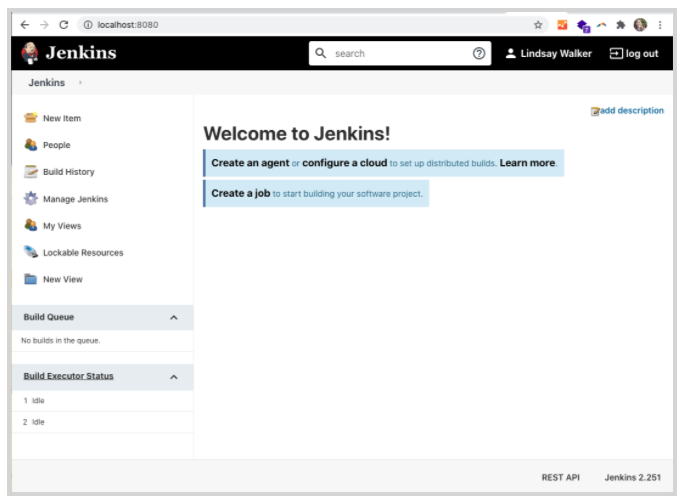 localhost:8080
Jenkins
search
Lindsay Walker
log out
Jenkins
add description
New Item
People
Build History
Manage Jenkins
My Views
Lockable Resources
New View
Welcome to Jenkins!
Create an agent or configure a cloud to set up distributed builds. Learn more.
Create a job to start building your software project.
Build Queue
No builds in the queue.
Build Executor Status
1 Idle
2 Idle
REST API
Jenkins 2.251